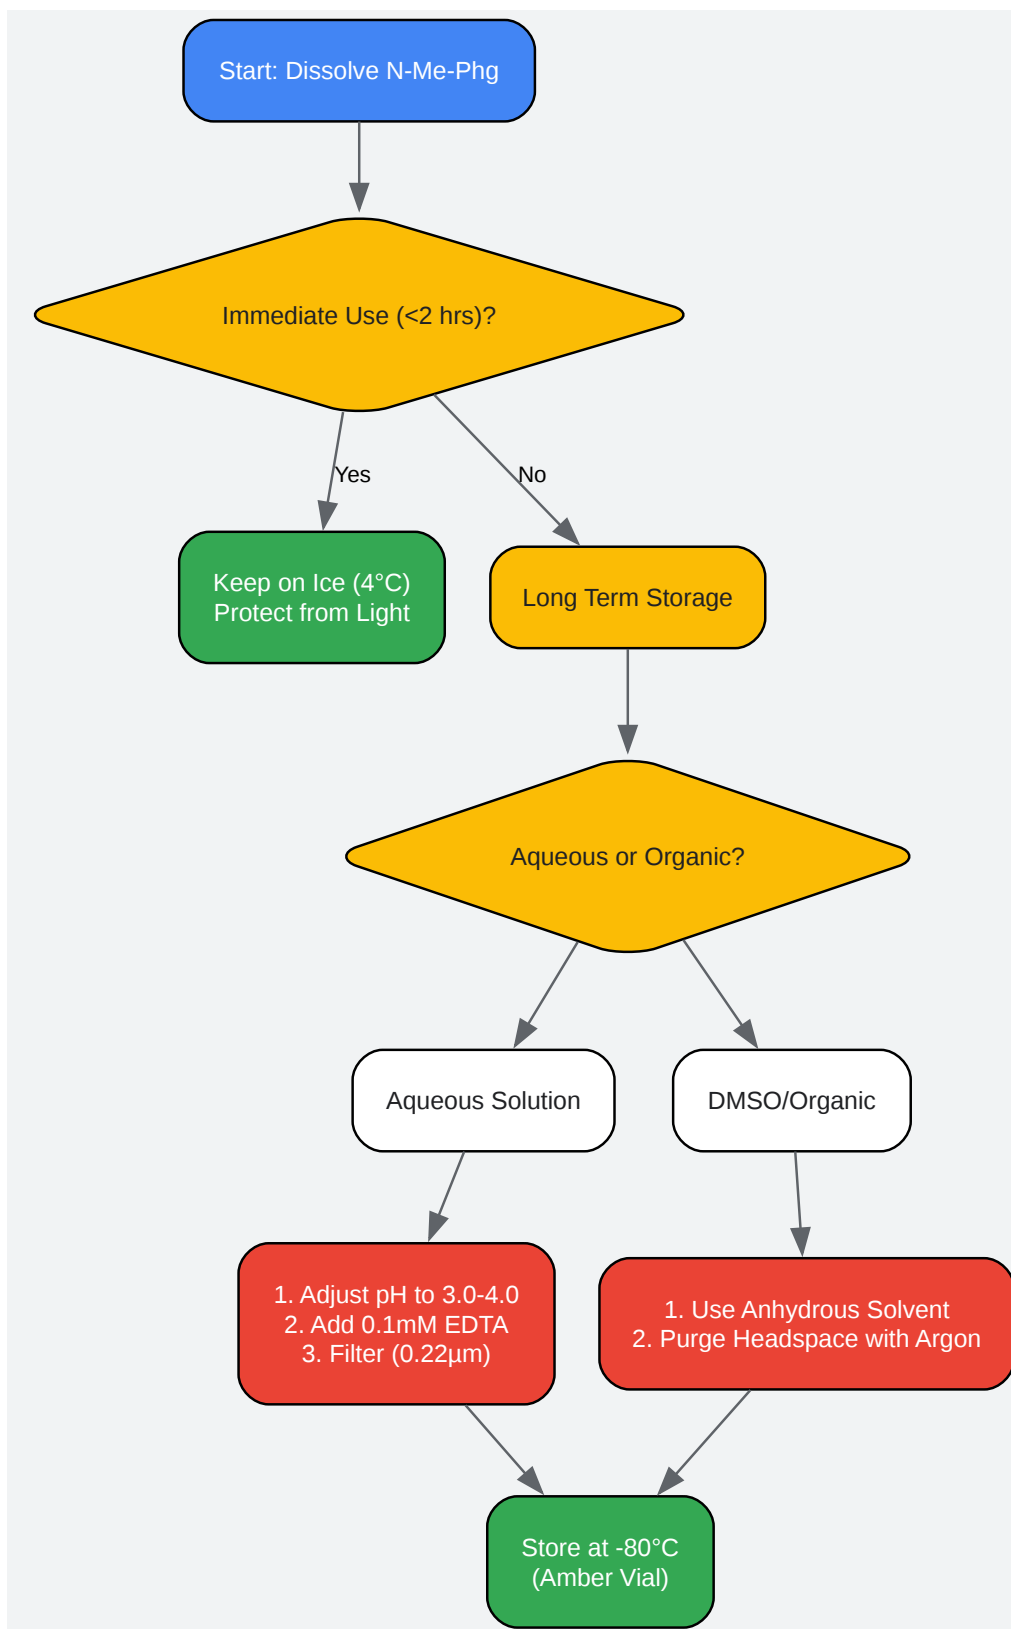 Start: Dissolve N-Me-Phg
Immediate Use (<2 hrs)?
Yes
No
Keep on Ice (4°C)
Protect from Light
Long Term Storage
Aqueous or Organic?
Aqueous Solution
DMSO/Organic
1. Adjust pH to 3.0-4.0
2. Add 0.1mM EDTA
3. Filter (0.22µm)
1. Use Anhydrous Solvent
2. Purge Headspace with Argon
Store at -80°C
(Amber Vial)